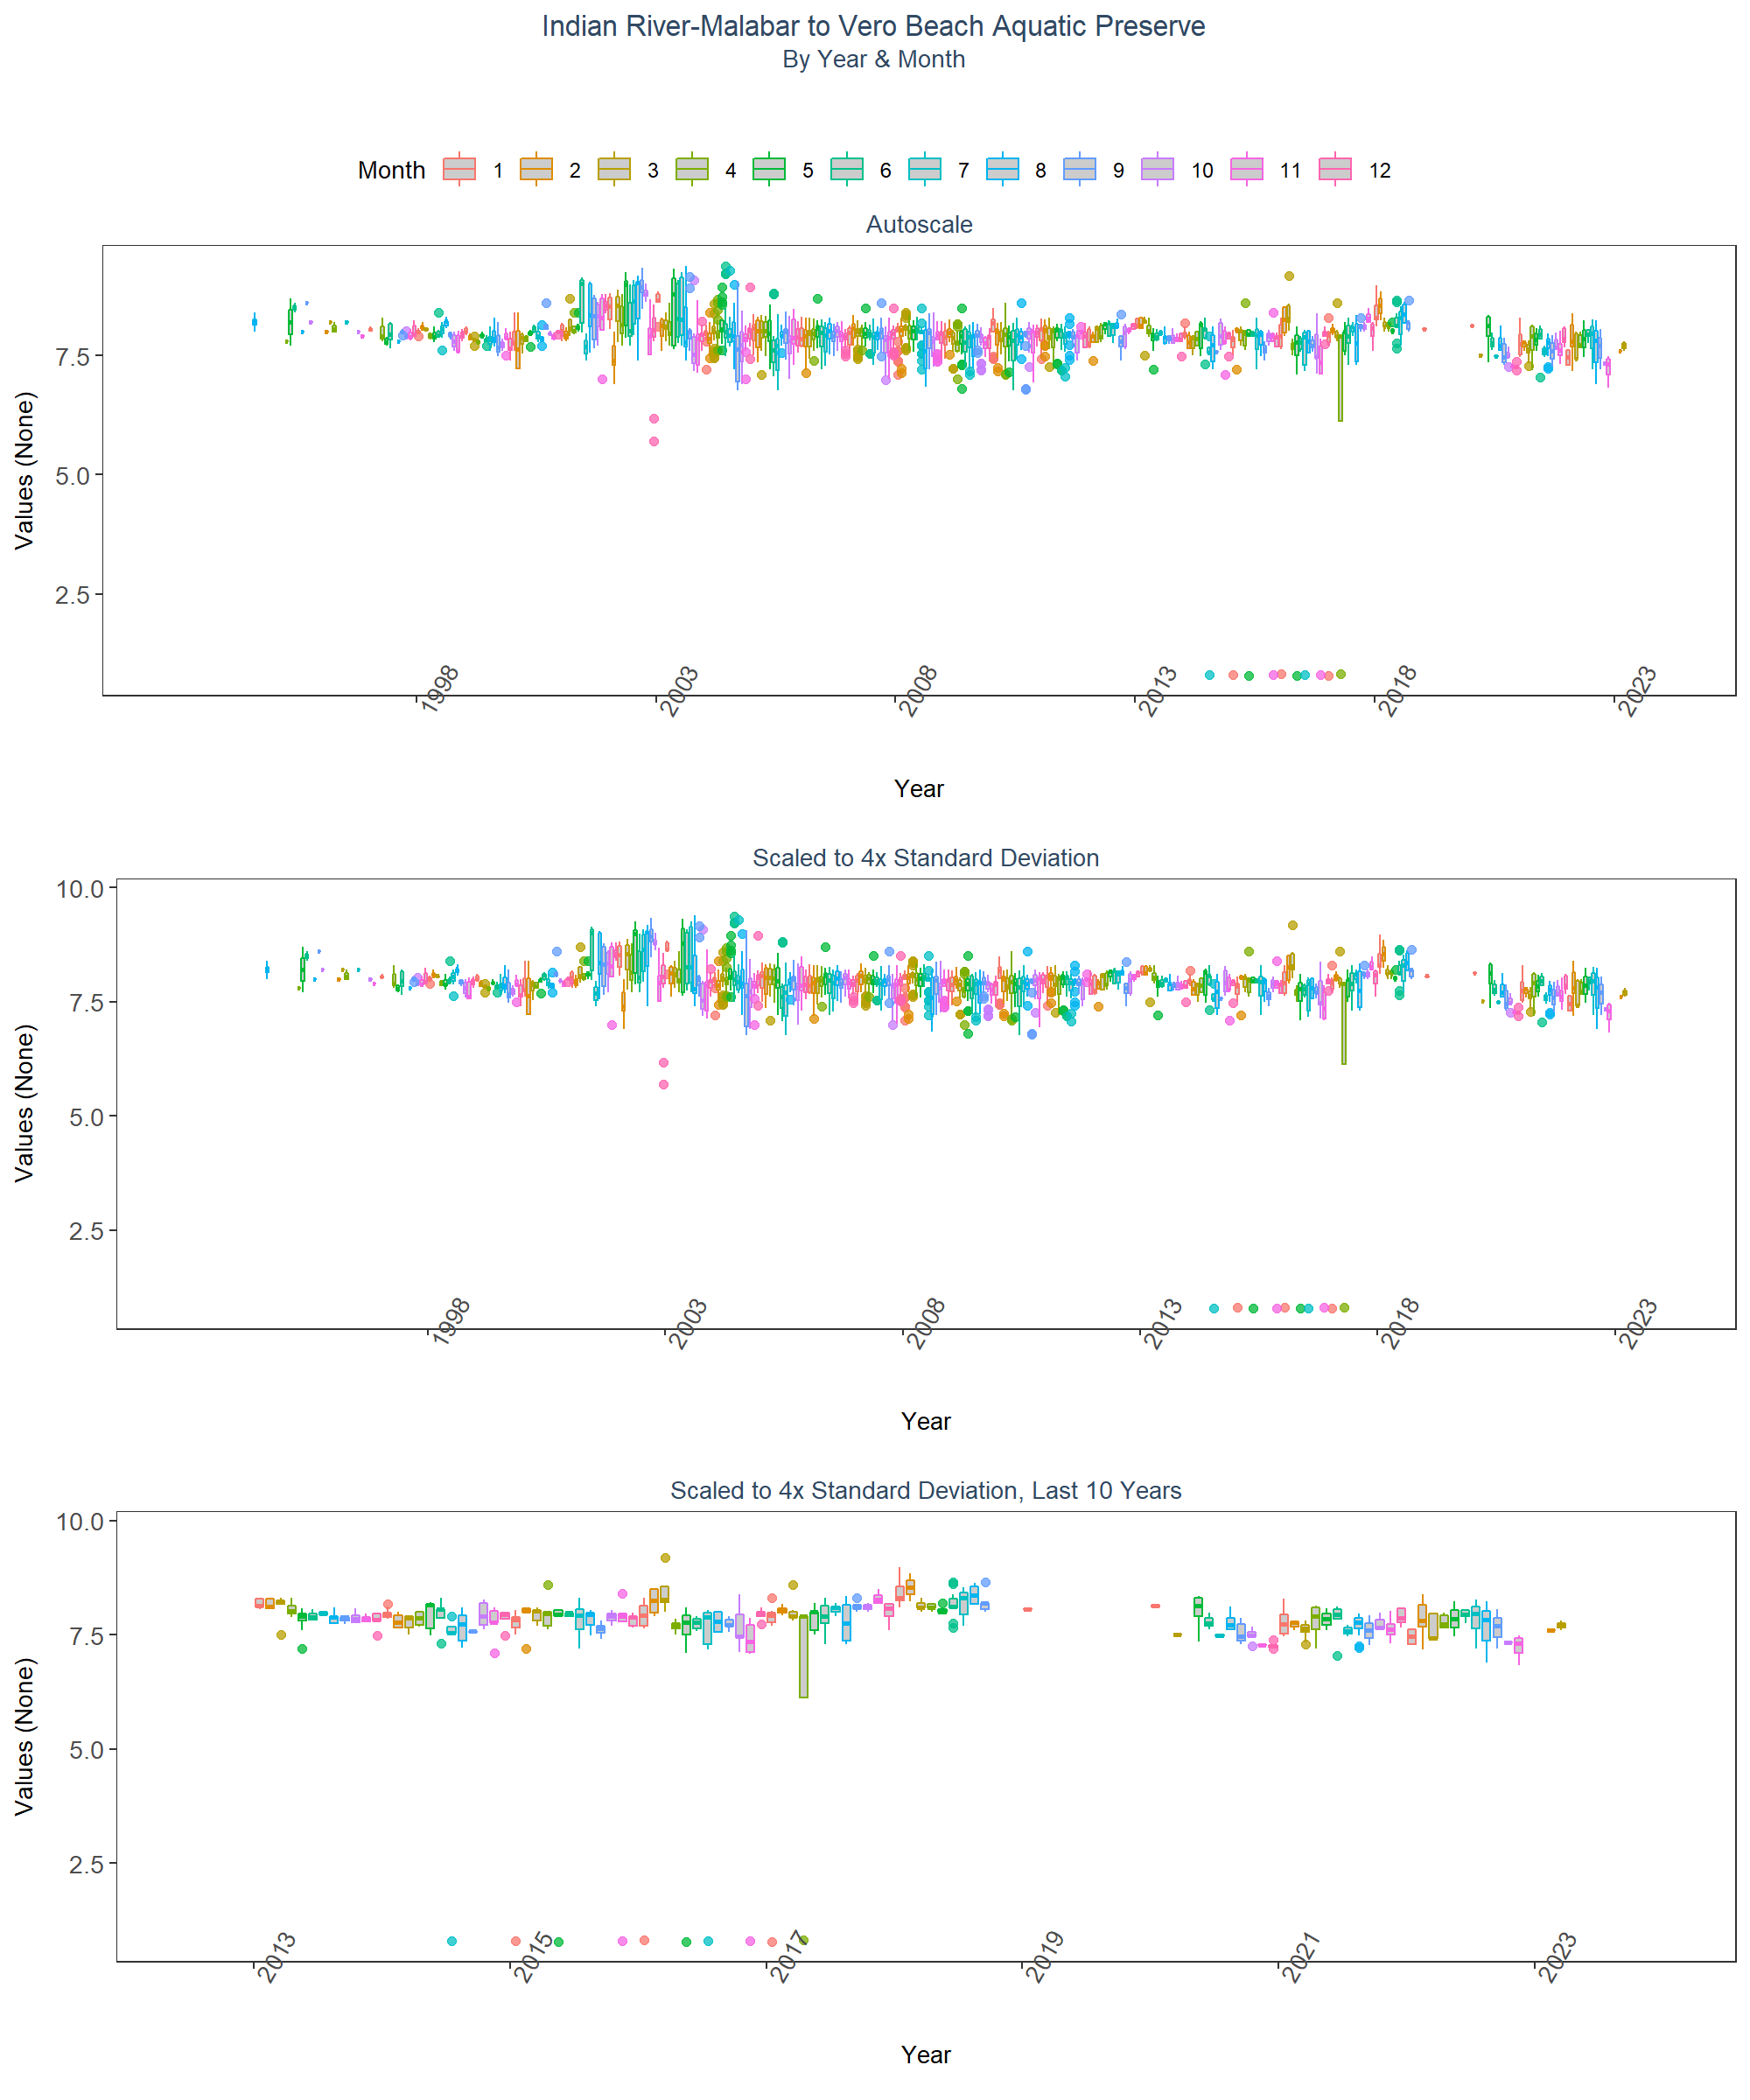 Indian River-Malabar to Vero Beach Aquatic Preserve
By Year & Month
Month 1 2 3 4 5 6 7 8 9 10 11 12
Autoscale
7.5
5.0
2.5
Values (None)
1998 2003 2008 2013 2018 2023
Year
Scaled to 4x Standard Deviation
10.0
7.5
5.0
2.5
Values (None)
1998 2003 2008 2013 2018 2023
Year
Scaled to 4x Standard Deviation, Last 10 Years
10.0
7.5
5.0
2.5
Values (None)
2013 2015 2017 2019 2021 2023
Year